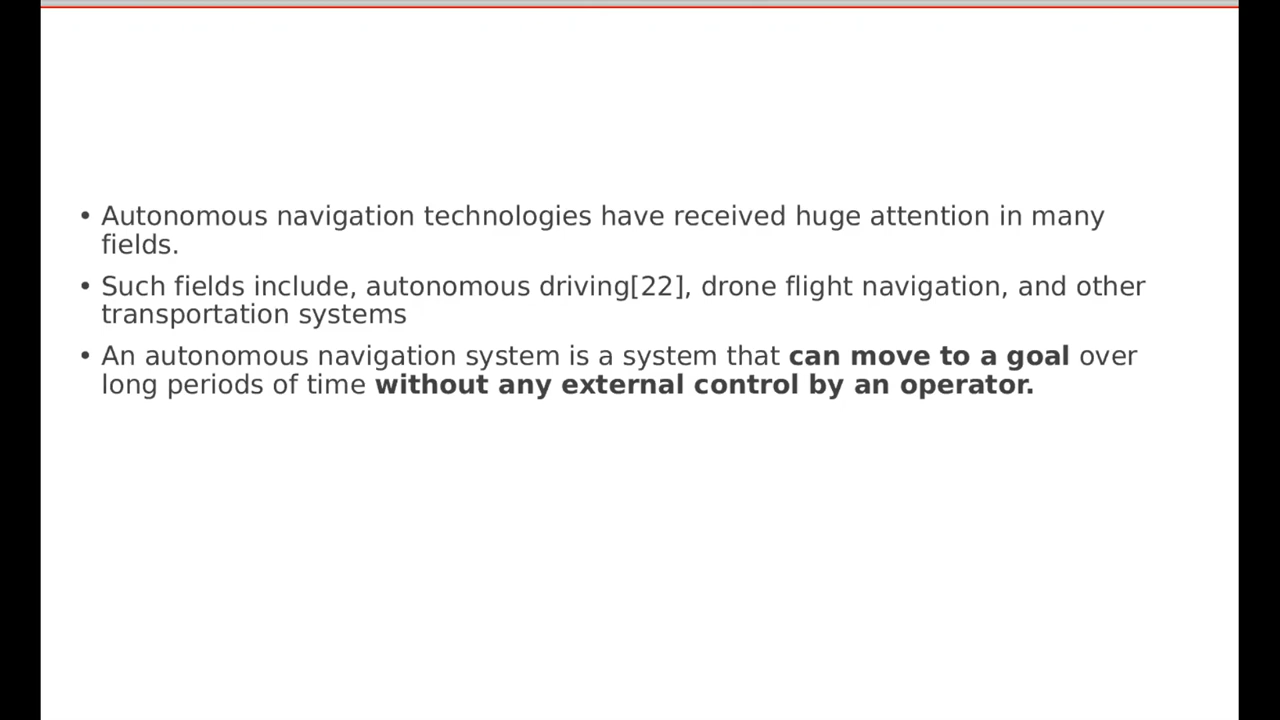 • Autonomous navigation technologies have received huge attention in many
fields.
• Such fields include, autonomous driving[22], drone flight navigation, and other
transportation systems
• An autonomous navigation system is a system that can move to a goal over
long periods of time without any external control by an operator.